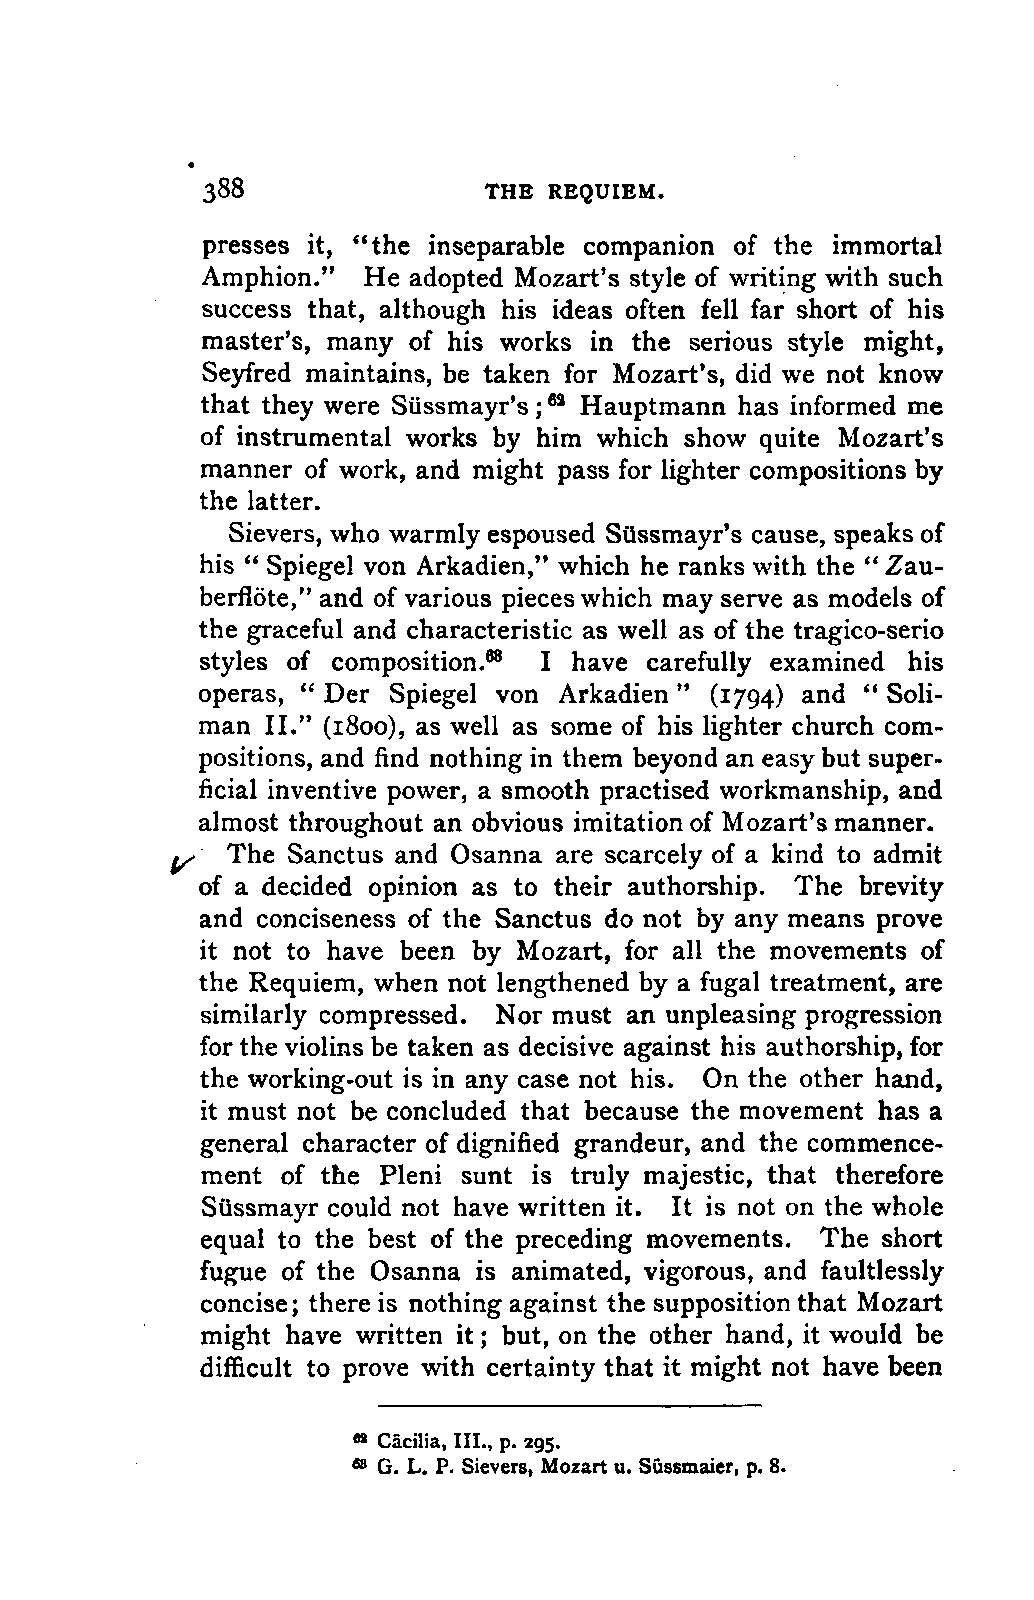 388 THE REQUIEM.
presses it, "the inseparable companion of the immortal
Amphion." He adopted Mozart's style of writing with such
success that, although his ideas often fell far short of his
master's, many of his works in the serious style might,
Seyfred maintains, be taken for Mozart's, did we not know
that they were Süssmayr's;⁶² Hauptmann has informed me
of instrumental works by him which show quite Mozart's
manner of work, and might pass for lighter compositions by
the latter.
Sievers, who warmly espoused Süssmayr's cause, speaks of
his "Spiegel von Arkadien," which he ranks with the "Zau-
berflöte," and of various pieces which may serve as models of
the graceful and characteristic as well as of the tragico-serio
styles of composition.⁶³ I have carefully examined his
operas, "Der Spiegel von Arkadien" (1794) and "Soli-
man II." (1800), as well as some of his lighter church com-
positions, and find nothing in them beyond an easy but super-
ficial inventive power, a smooth practised workmanship, and
almost throughout an obvious imitation of Mozart's manner.
The Sanctus and Osanna are scarcely of a kind to admit
of a decided opinion as to their authorship. The brevity
and conciseness of the Sanctus do not by any means prove
it not to have been by Mozart, for all the movements of
the Requiem, when not lengthened by a fugal treatment, are
similarly compressed. Nor must an unpleasing progression
for the violins be taken as decisive against his authorship, for
the working-out is in any case not his. On the other hand,
it must not be concluded that because the movement has a
general character of dignified grandeur, and the commence-
ment of the Pleni sunt is truly majestic, that therefore
Süssmayr could not have written it. It is not on the whole
equal to the best of the preceding movements. The short
fugue of the Osanna is animated, vigorous, and faultlessly
concise; there is nothing against the supposition that Mozart
might have written it; but, on the other hand, it would be
difficult to prove with certainty that it might not have been
⁶² Cäcilia, III., p. 295.
⁶³ G. L. P. Sievers, Mozart u. Süssmaier, p. 8.